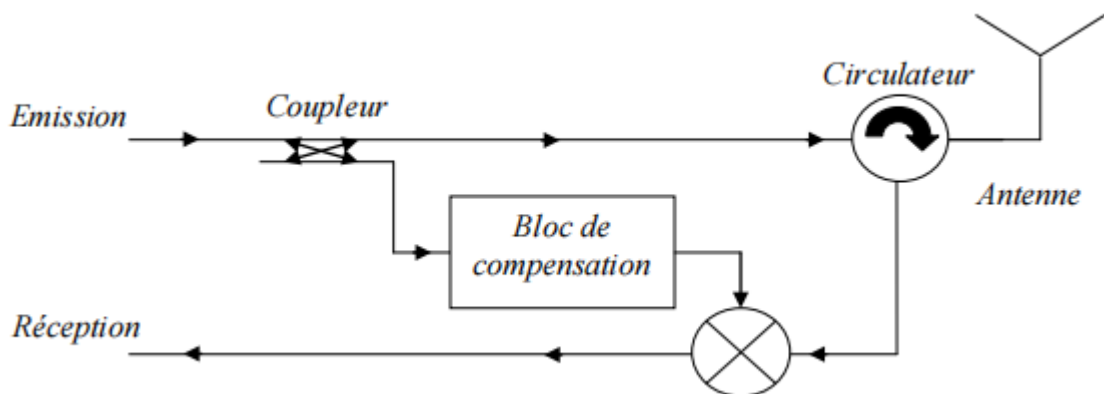 Circulateur
Coupleur
Emission
Antenne
Bloc de
compensation
Réception